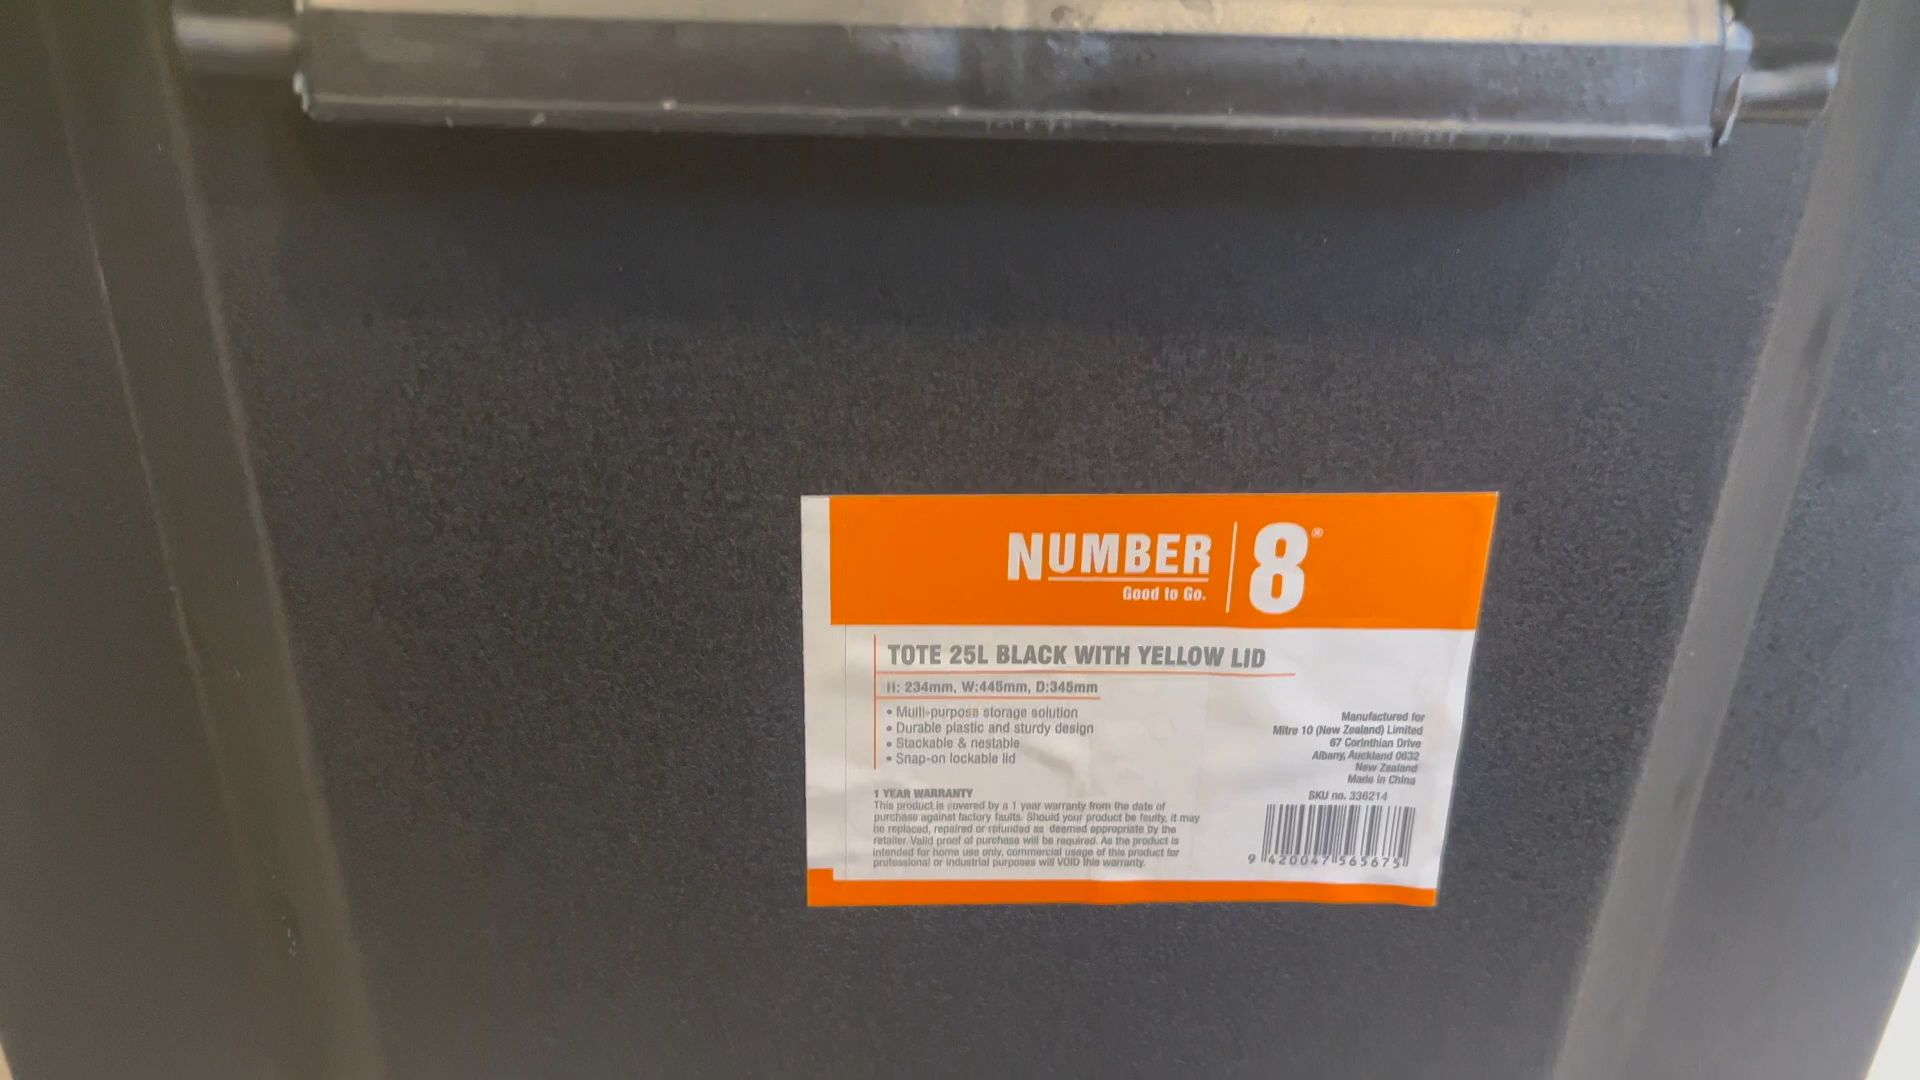 NUMBER 8®
Good to Go.
TOTE 25L BLACK WITH YELLOW LID
H: 234mm, W:445mm, D:345mm
• Multi-purpose storage solution
• Durable plastic and sturdy design
• Stackable & nestable
• Snap-on lockable lid
1 YEAR WARRANTY
This product is covered by a 1 year warranty from the date of
purchase against factory faults. Should your product be faulty, it may
be replaced, repaired or refunded as deemed appropriate by the
retailer. Valid proof of purchase will be required. As the product is
intended for home use only, commercial usage of this product for
professional or industrial purposes will VOID this warranty.
Manufactured for
Mitre 10 (New Zealand) Limited
67 Corinthian Drive
Albany, Auckland 0632
New Zealand
Made in China
SKU no. 336214
9 420047 565675